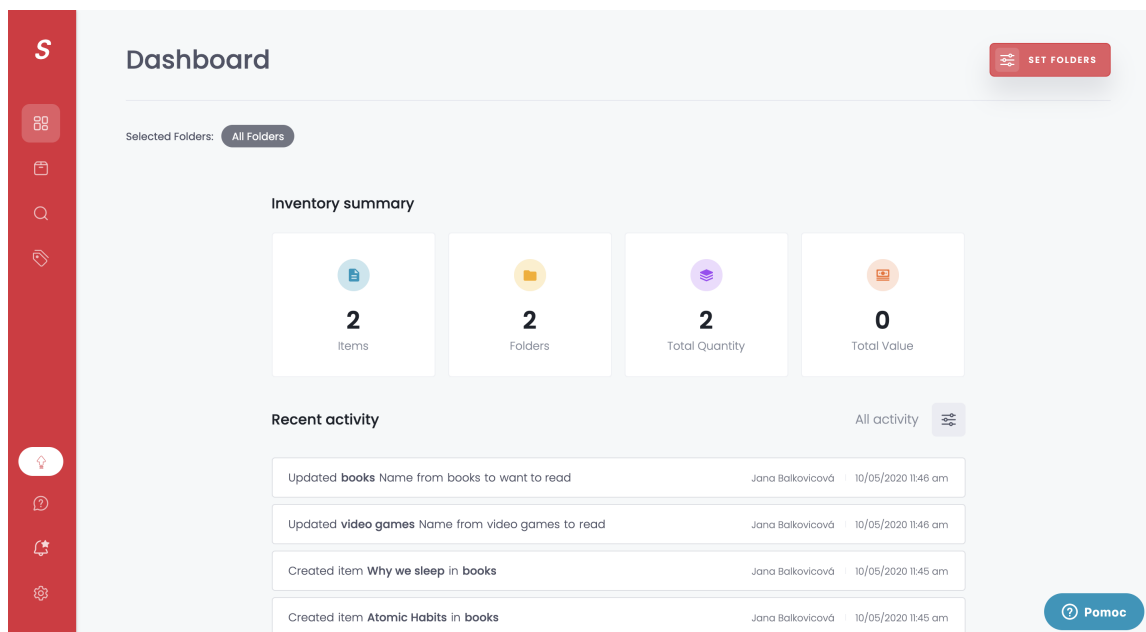 S
Dashboard
SET FOLDERS
Selected Folders: All Folders
Inventory summary
2
Items
2
Folders
2
Total Quantity
0
Total Value
Recent activity
All activity
Updated books Name from books to want to read Jana Balkovicová 10/05/2020 11:46 am
Updated video games Name from video games to read Jana Balkovicová 10/05/2020 11:46 am
Created item Why we sleep in books Jana Balkovicová 10/05/2020 11:45 am
Created item Atomic Habits in books Jana Balkovicová 10/05/2020 11:45 am
Pomoc